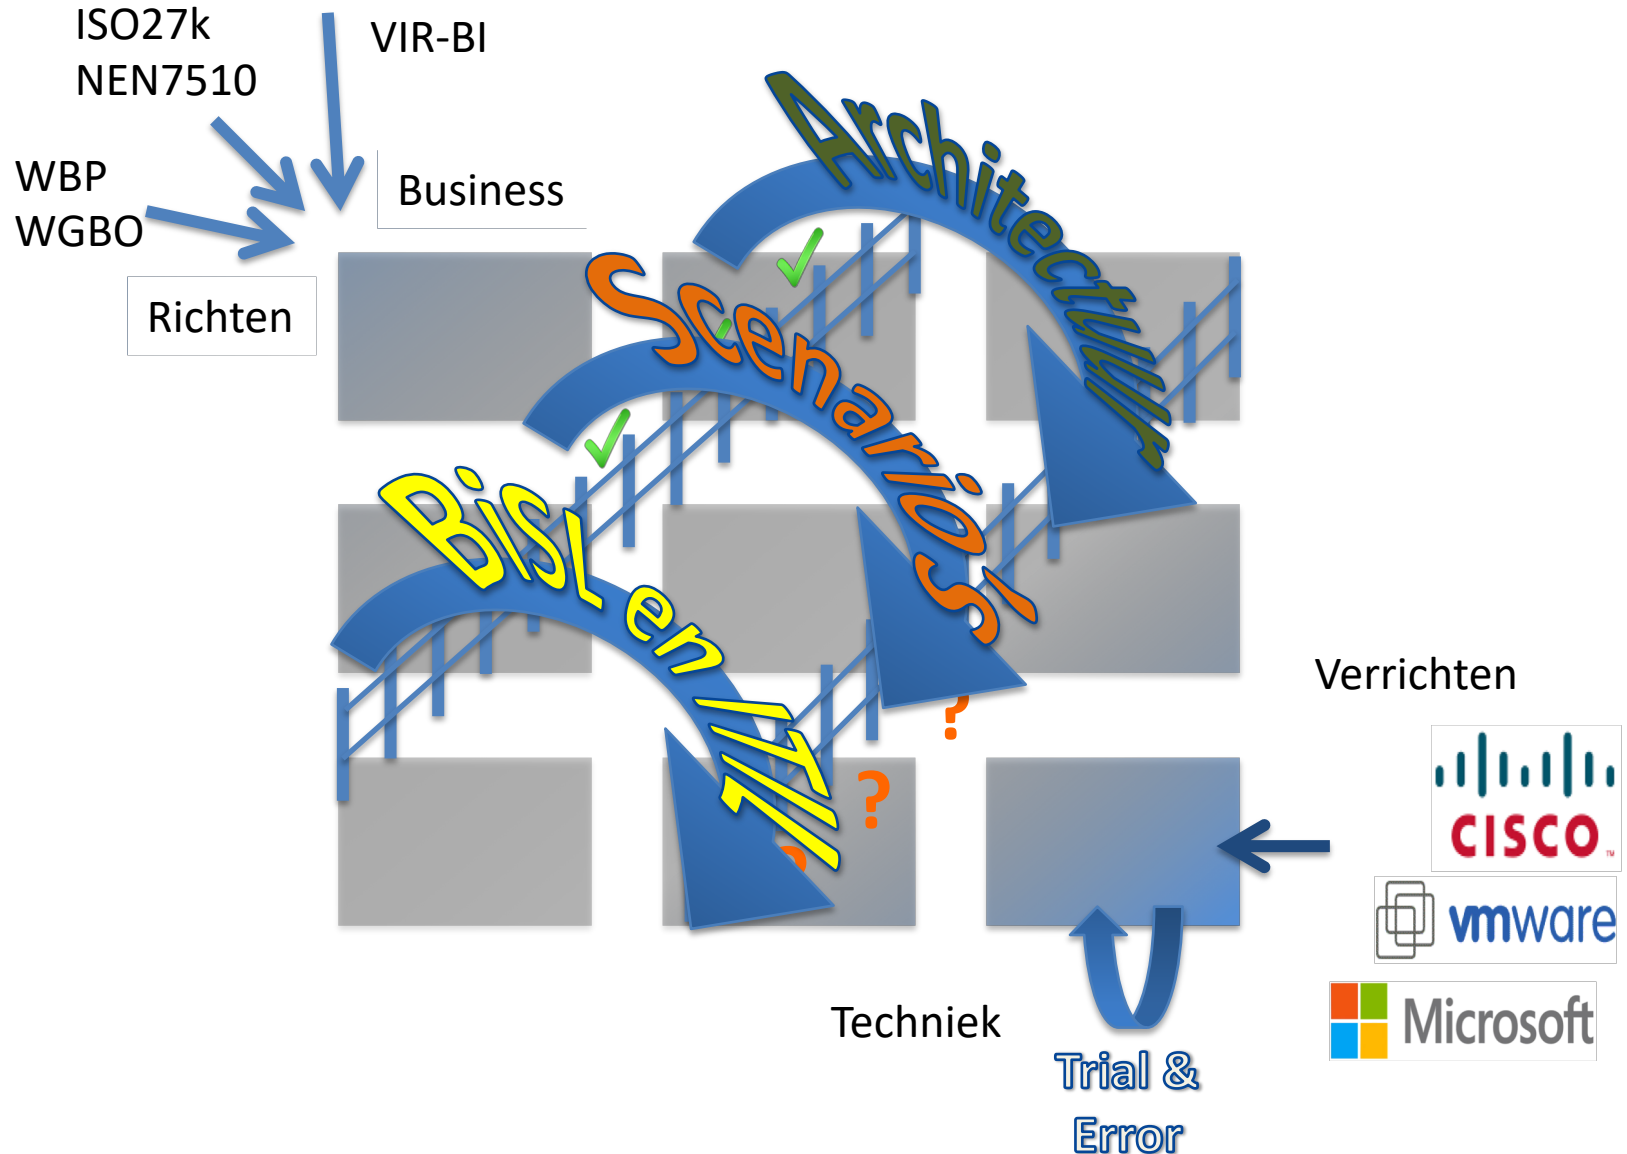 ISO27k
NEN7510
VIR-BI
WBP
WGBO
Business
Richten
Architectuur
Scenario's
BiSL en ITIL
?
?
?
Verrichten
CISCO
TM
vmware
Microsoft
Techniek
Trial &
Error